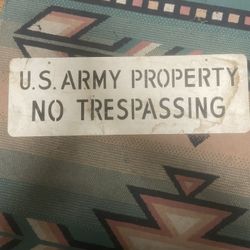 U.S. ARMY PROPERTY
NO TRESPASSING